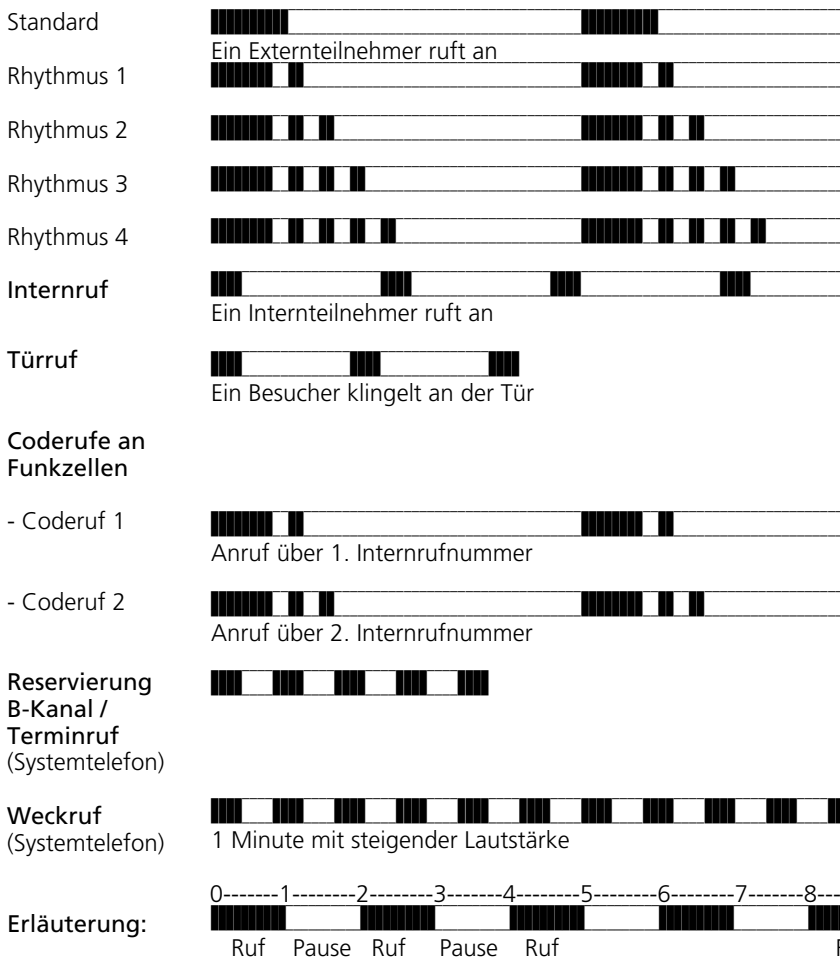 Standard
Ein Externteilnehmer ruft an
Rhythmus 1
Rhythmus 2
Rhythmus 3
Rhythmus 4
Internruf
Ein Internteilnehmer ruft an
Türruf
Ein Besucher klingelt an der Tür
Coderufe an
Funkzellen
- Coderuf 1
Anruf über 1. Internrufnummer
- Coderuf 2
Anruf über 2. Internrufnummer
Reservierung
B-Kanal /
Terminruf
(Systemtelefon)
Weckruf
(Systemtelefon)
1 Minute mit steigender Lautstärke
0-------1--------2-------3-------4-------5-------6-------7-------8---
Erläuterung:
Ruf Pause Ruf Pause Ruf